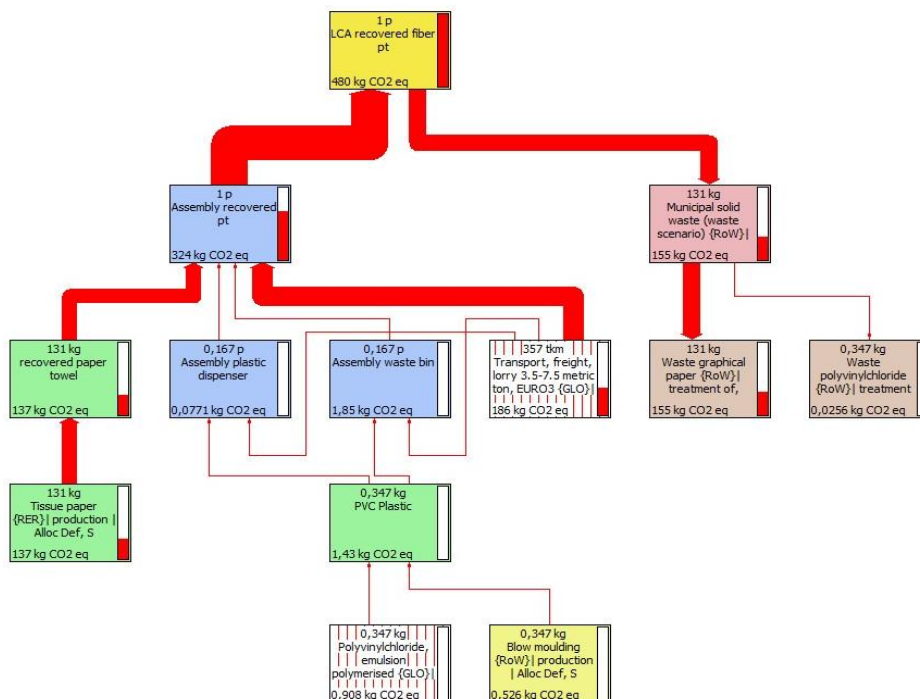 1 p
LCA recovered fiber
pt
480 kg CO2 eq
1 p
Assembly recovered
pt
324 kg CO2 eq
131 kg
Municipal solid
waste (waste
scenario) {RoW}|
155 kg CO2 eq
131 kg
recovered paper
towel
137 kg CO2 eq
0,167 p
Assembly plastic
dispenser
0,0771 kg CO2 eq
0,167 p
Assembly waste bin
1,85 kg CO2 eq
357 tkm
Transport, freight,
lorry 3.5-7.5 metric
ton, EURO3 {GLO}|
186 kg CO2 eq
131 kg
Waste graphical
paper {RoW}|
treatment of,
155 kg CO2 eq
0,347 kg
Waste
polyvinylchloride
{RoW}| treatment
0,0256 kg CO2 eq
131 kg
Tissue paper
{RER}| production |
Alloc Def, S
137 kg CO2 eq
0,347 kg
PVC Plastic
1,43 kg CO2 eq
0,347 kg
Polyvinylchloride,
emulsion
polymerised {GLO}|
0,908 kg CO2 eq
0,347 kg
Blow moulding
{RoW}| production
| Alloc Def, S
0,526 kg CO2 eq